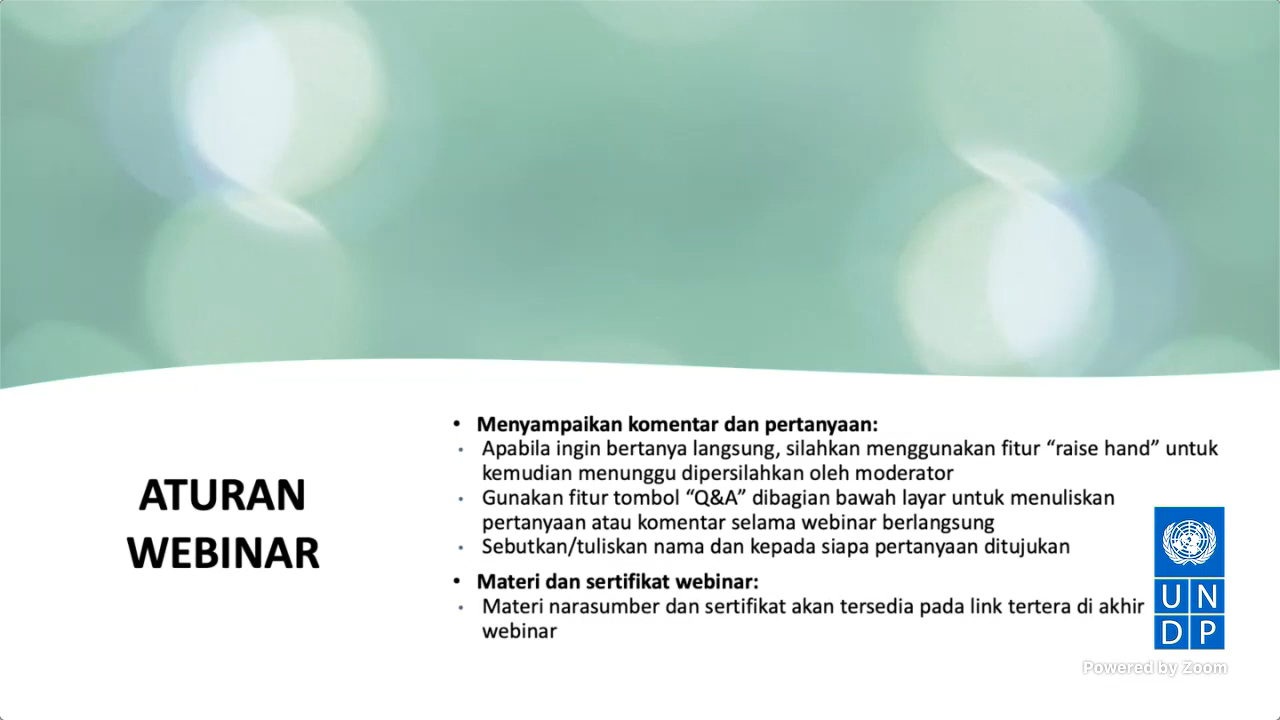 ATURAN
WEBINAR
• Menyampaikan komentar dan pertanyaan:
• Apabila ingin bertanya langsung, silahkan menggunakan fitur “raise hand” untuk
kemudian menunggu dipersilahkan oleh moderator
• Gunakan fitur tombol “Q&A” dibagian bawah layar untuk menuliskan
pertanyaan atau komentar selama webinar berlangsung
• Sebutkan/tuliskan nama dan kepada siapa pertanyaan ditujukan
• Materi dan sertifikat webinar:
• Materi narasumber dan sertifikat akan tersedia pada link tertera di akhir
webinar
U N
D P
Powered by Zoom